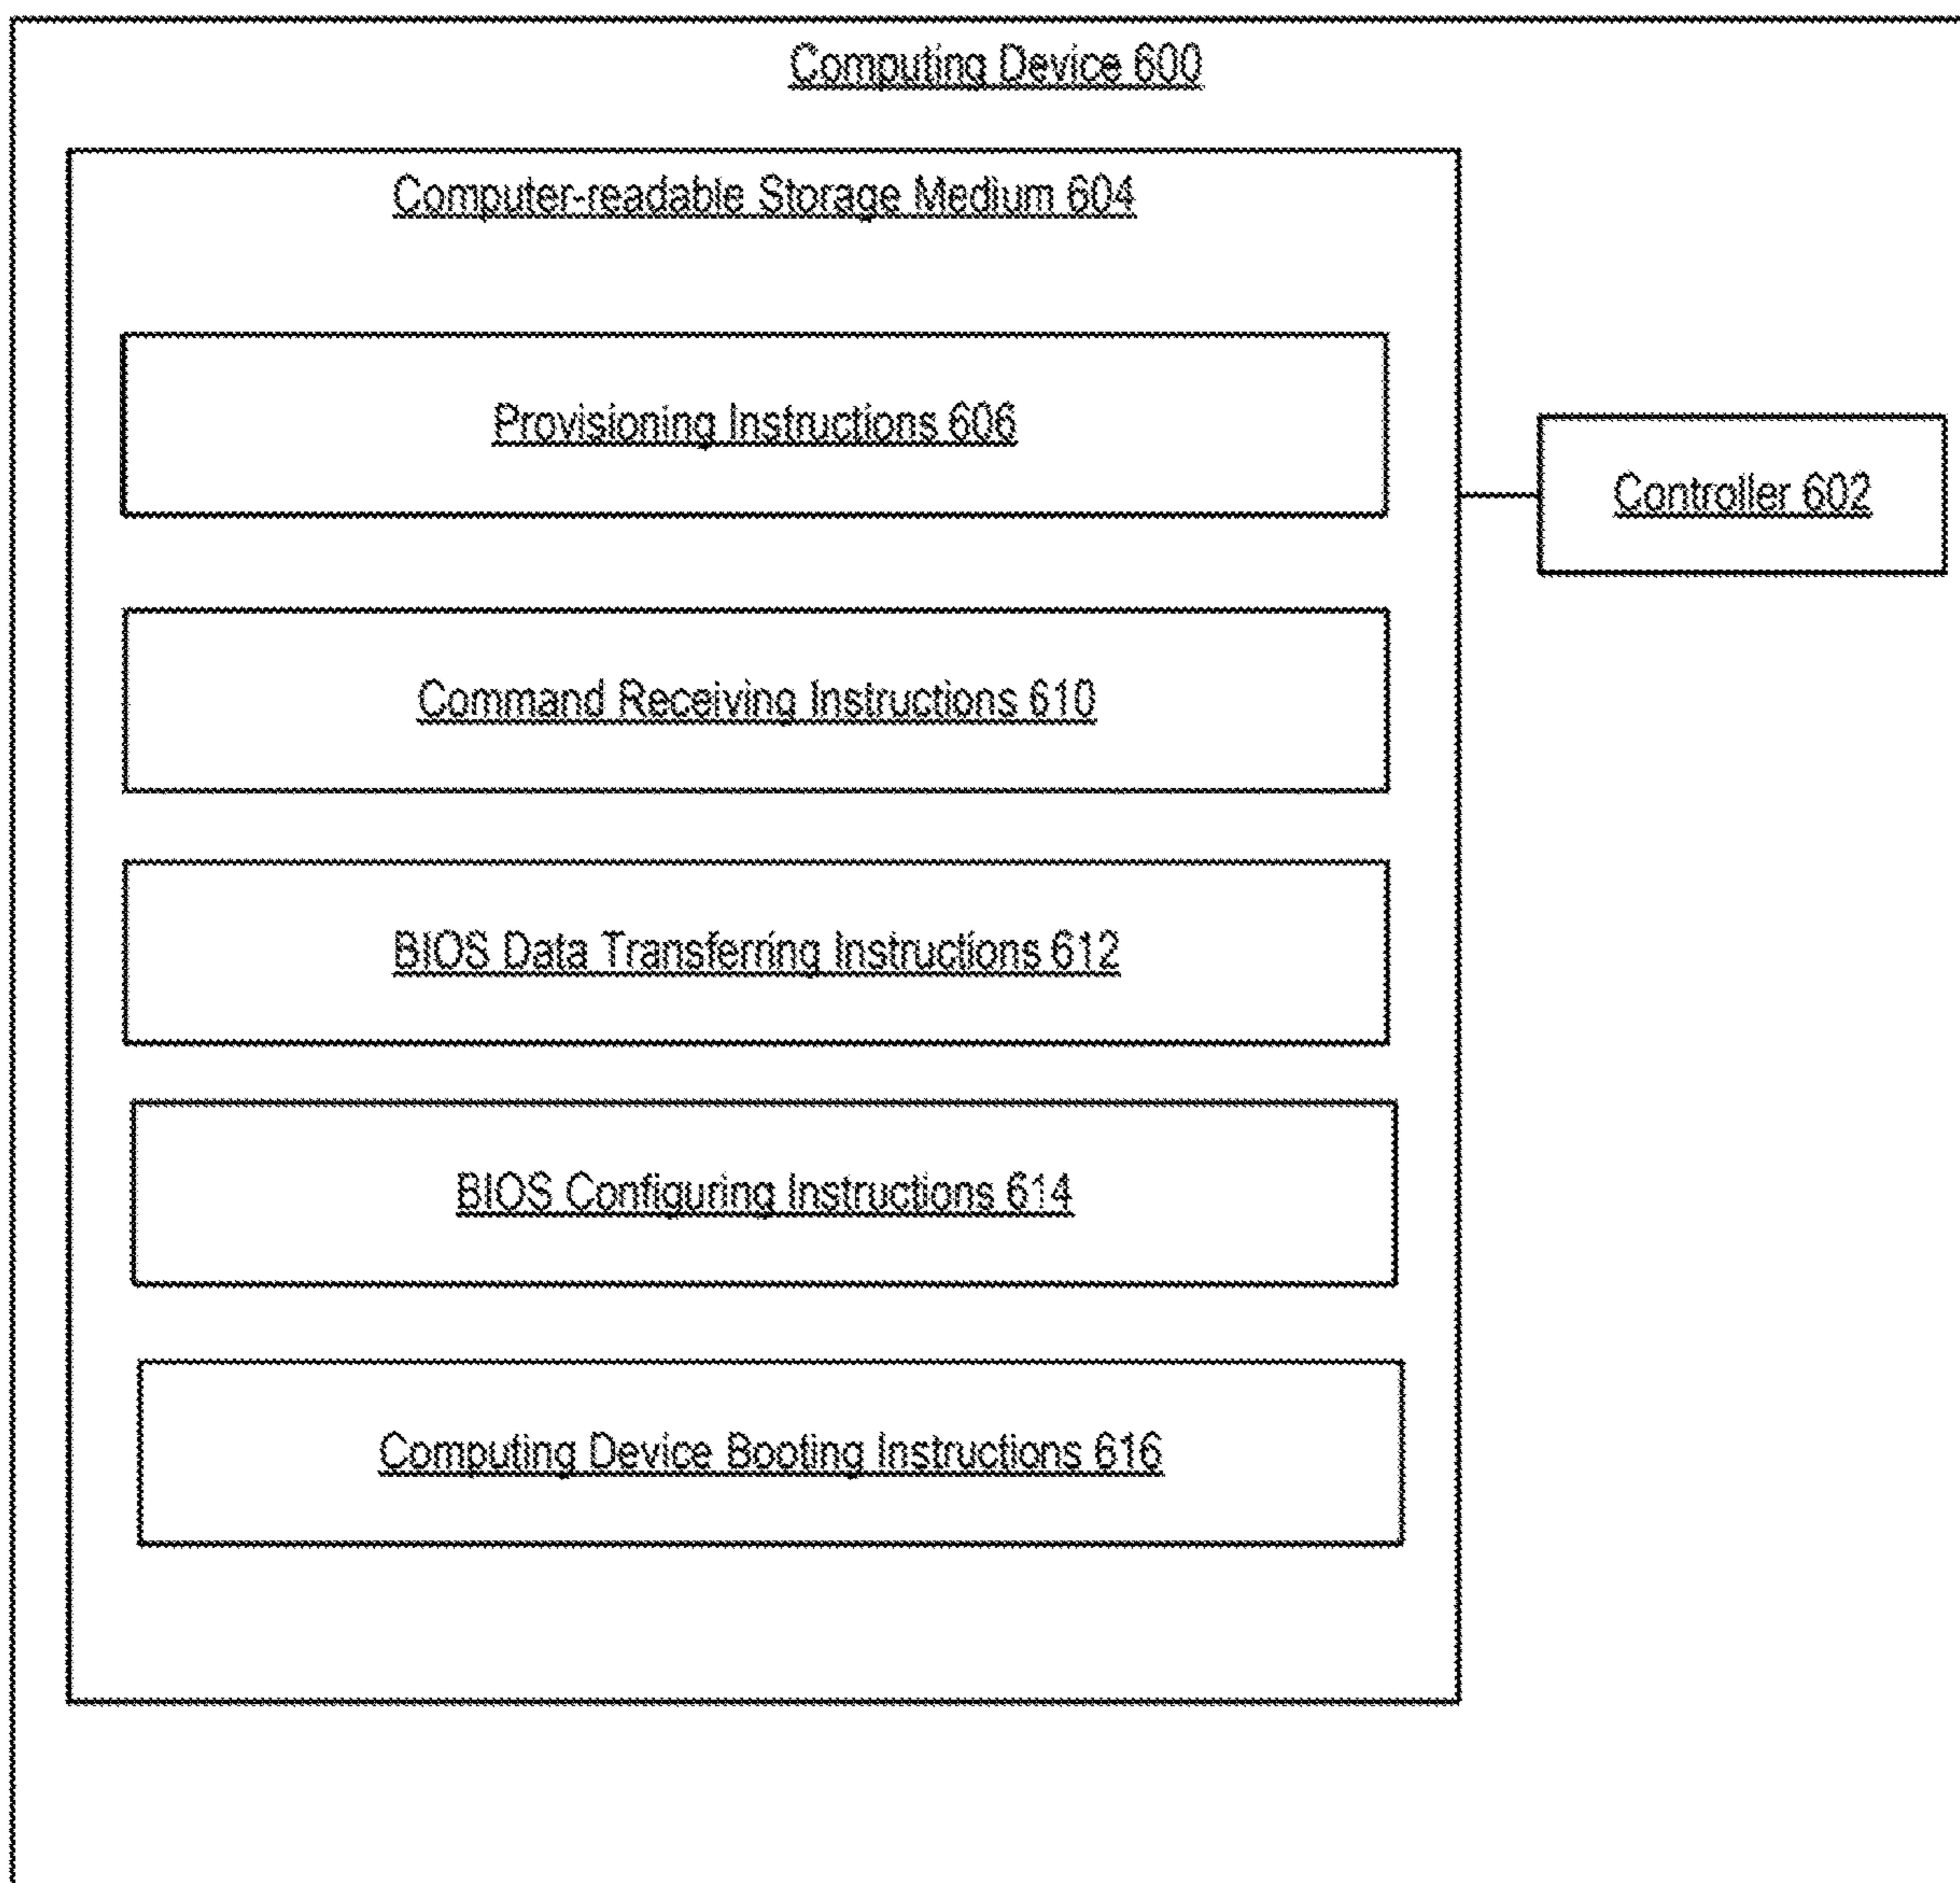 Computing Device 600
Computer-readable Storage Medium 604
Provisioning Instructions 606
Controller 602
Command Receiving Instructions 610
BIOS Data Transferring Instructions 612
BIOS Configuring Instructions 614
Computing Device Booting Instructions 616